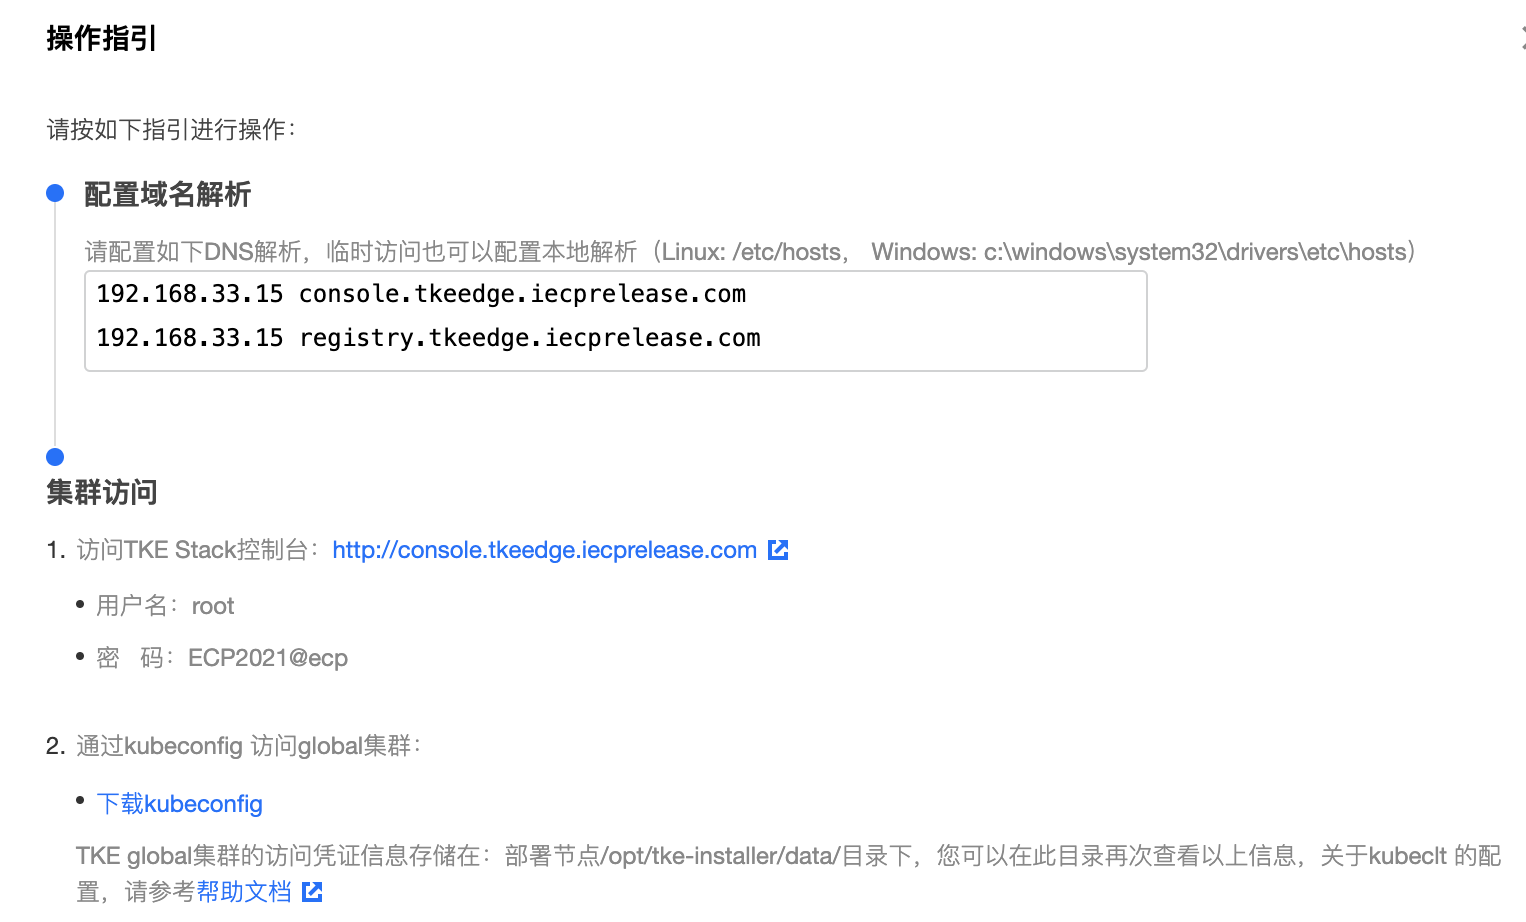 操作指引
请按如下指引进行操作：
配置域名解析
请配置如下DNS解析，临时访问也可以配置本地解析（Linux: /etc/hosts， Windows: c:\windows\system32\drivers\etc\hosts）
192.168.33.15 console.tkeedge.iecprelease.com
192.168.33.15 registry.tkeedge.iecprelease.com
集群访问
1. 访问TKE Stack控制台：http://console.tkeedge.iecprelease.com
• 用户名：root
• 密 码：ECP2021@ecp
2. 通过kubeconfig 访问global集群：
• 下载kubeconfig
TKE global集群的访问凭证信息存储在：部署节点/opt/tke-installer/data/目录下，您可以在此目录再次查看以上信息，关于kubeclt 的配
置，请参考帮助文档